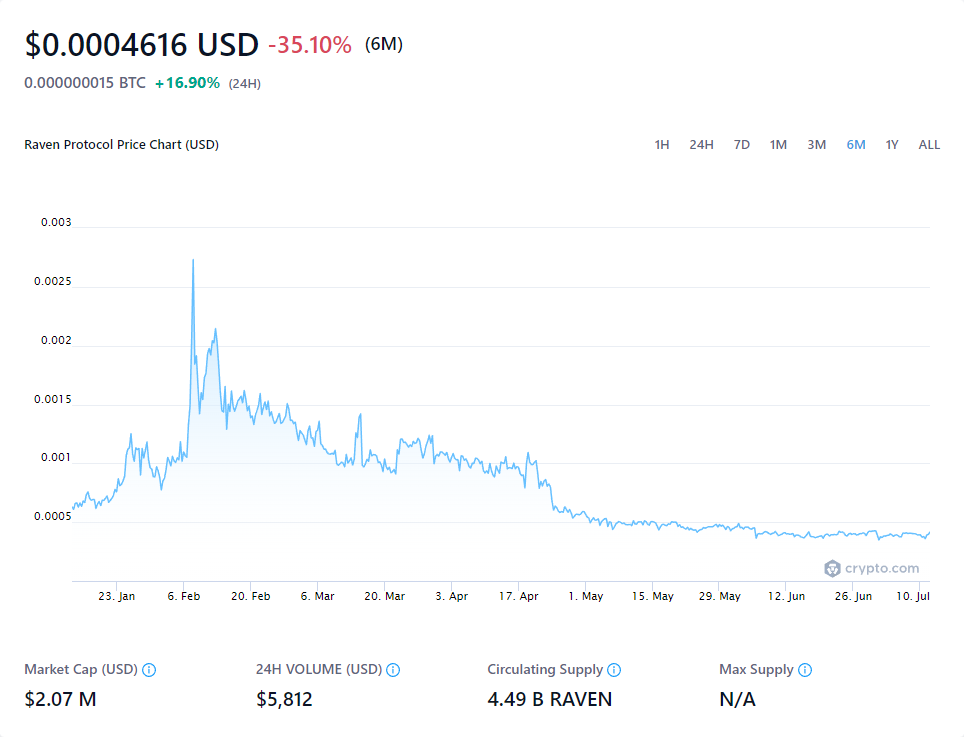 $0.0004616 USD -35.10% (6M)
0.000000015 BTC +16.90% (24H)
Raven Protocol Price Chart (USD)
1H 24H 7D 1M 3M 6M 1Y ALL
0.003
0.0025
0.002
0.0015
0.001
0.0005
crypto.com
23. Jan 6. Feb 20. Feb 6. Mar 20. Mar 3. Apr 17. Apr 1. May 15. May 29. May 12. Jun 26. Jun 10. Jul
Market Cap (USD) 24H VOLUME (USD) Circulating Supply Max Supply
$2.07 M $5,812 4.49 B RAVEN N/A